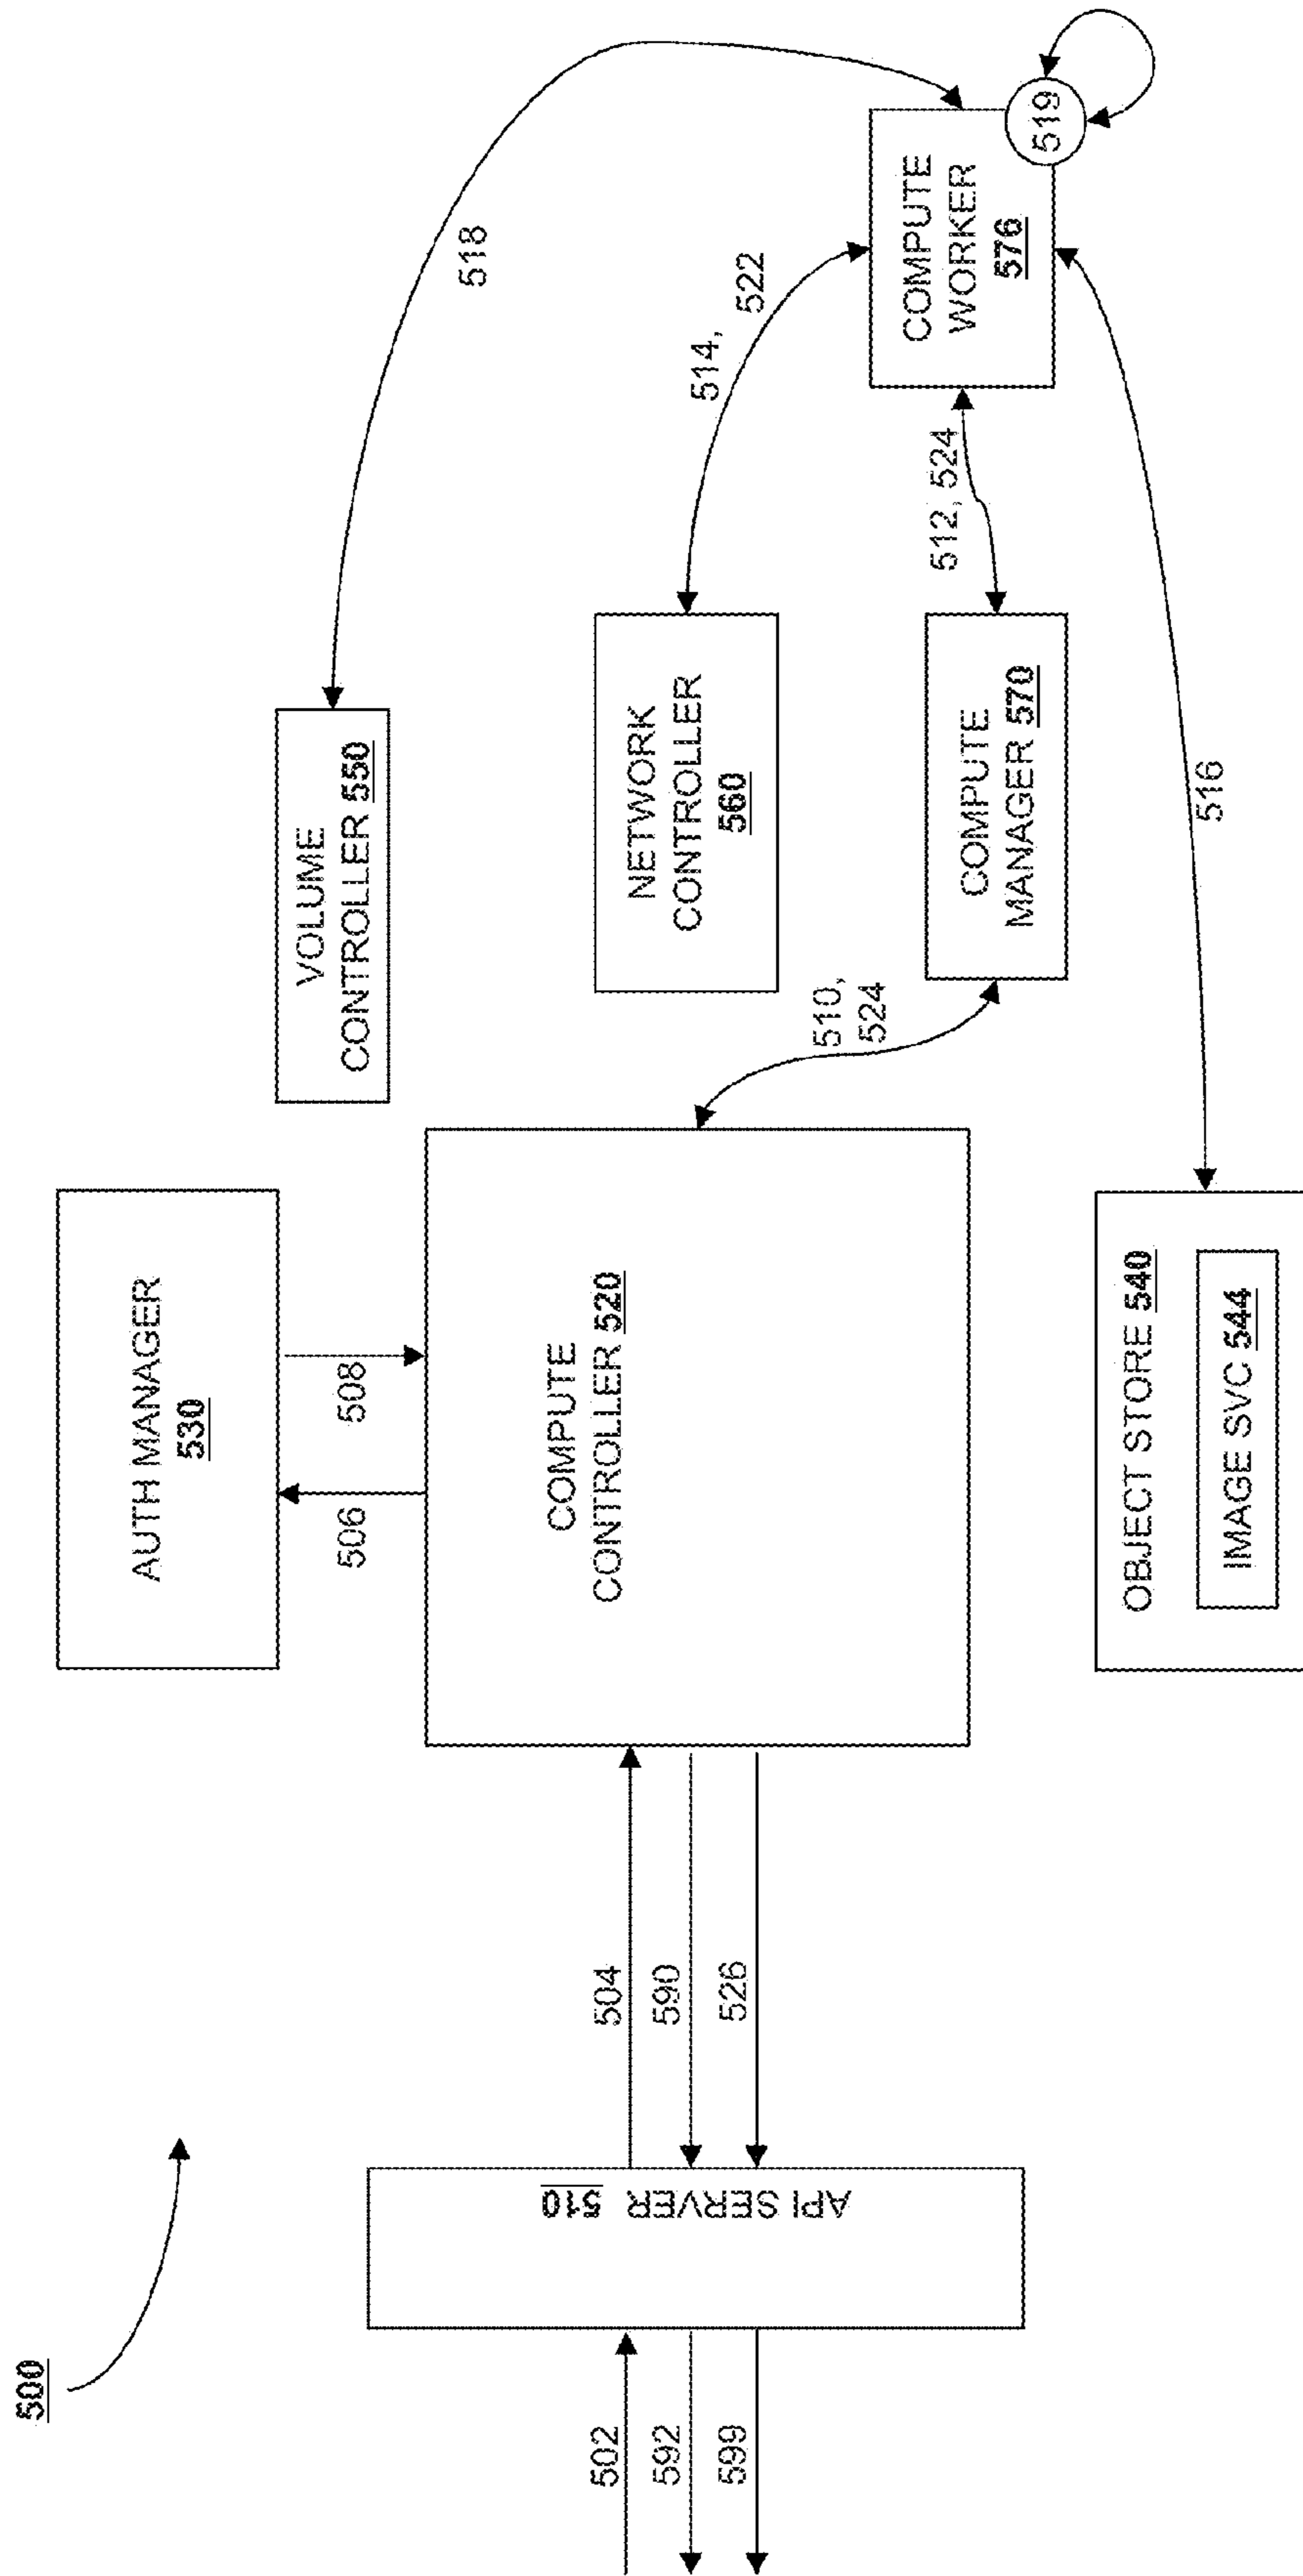 500
502
592
599
API SERVER 510
504
590
526
AUTH MANAGER
530
506
508
COMPUTE
CONTROLLER 520
OBJECT STORE 540
IMAGE SVC 544
510,
524
VOLUME
CONTROLLER 550
NETWORK
CONTROLLER
560
COMPUTE
MANAGER 570
518
514,
522
512, 524
516
COMPUTE
WORKER
576
519